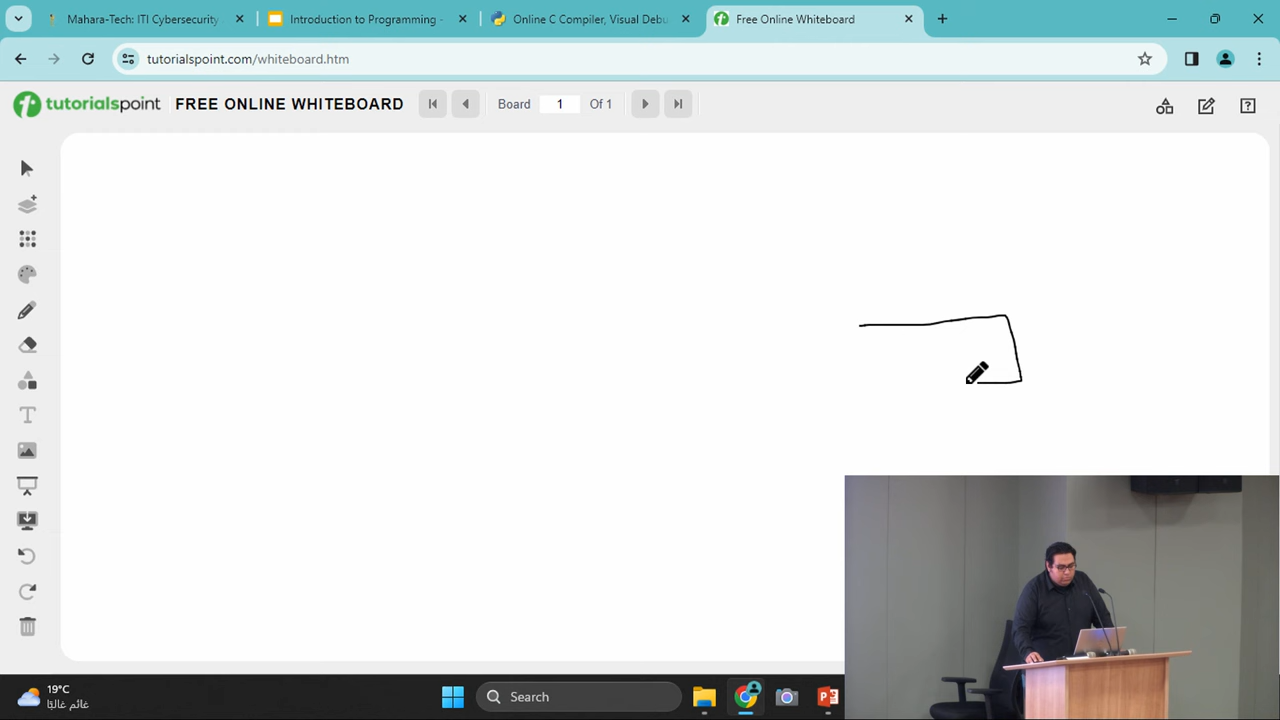 Mahara-Tech: ITI Cybersecurity
Introduction to Programming -
Online C Compiler, Visual Debu
Free Online Whiteboard
tutorialspoint.com/whiteboard.htm
tutorialspoint FREE ONLINE WHITEBOARD Board 1 Of 1
T
19°C
غائم غالبًا
Search